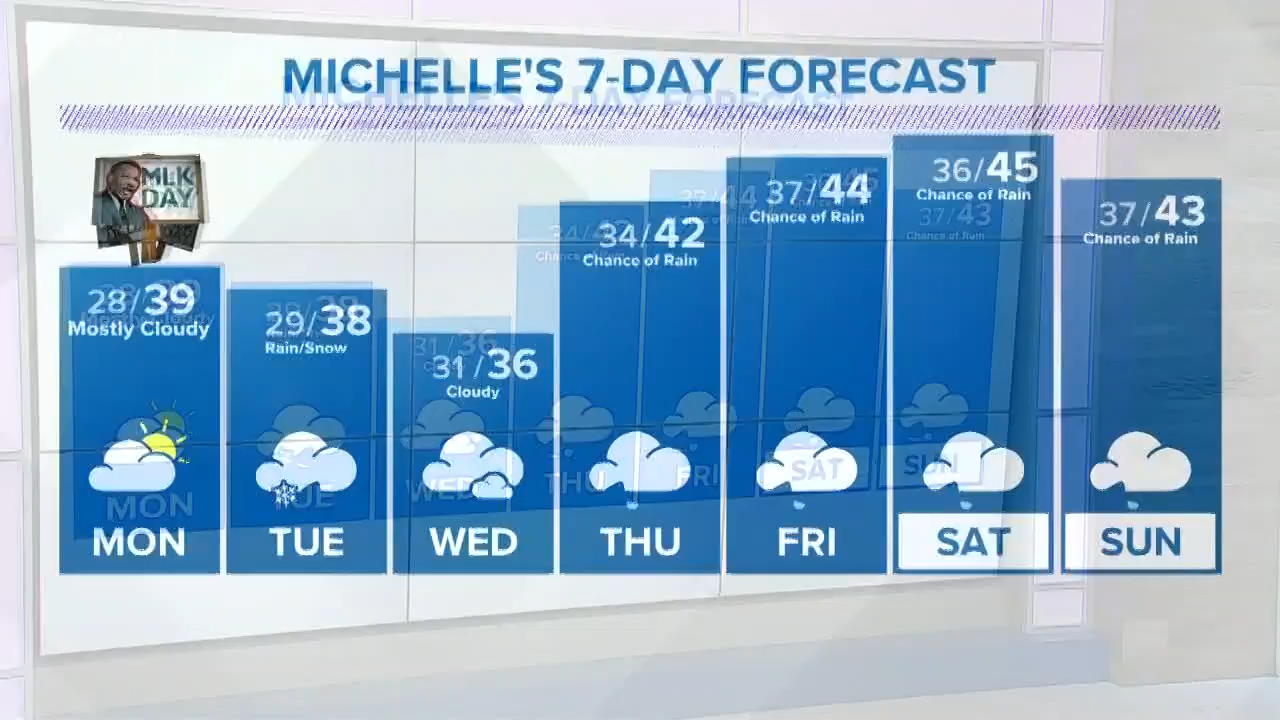 MICHELLE'S 7-DAY FORECAST
MLK
DAY
28/39
Mostly Cloudy
MON
29/38
Rain/Snow
TUE
31/36
Cloudy
WED
34/42
Chance of Rain
THU
37/44
Chance of Rain
FRI
36/45
Chance of Rain
SAT
37/43
Chance of Rain
SUN